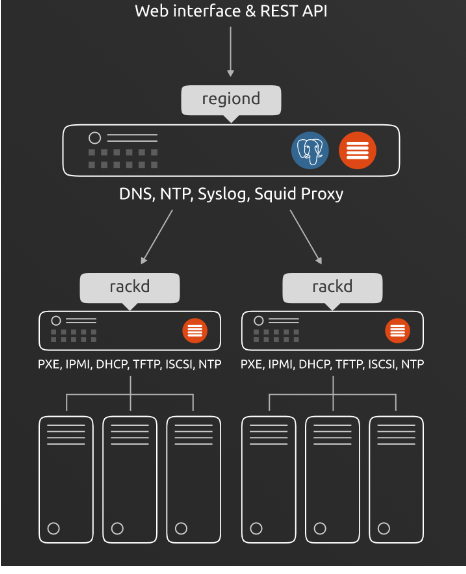 Web interface & REST API
regiond
DNS, NTP, Syslog, Squid Proxy
rackd
rackd
PXE, IPMI, DHCP, TFTP, ISCSI, NTP
PXE, IPMI, DHCP, TFTP, ISCSI, NTP